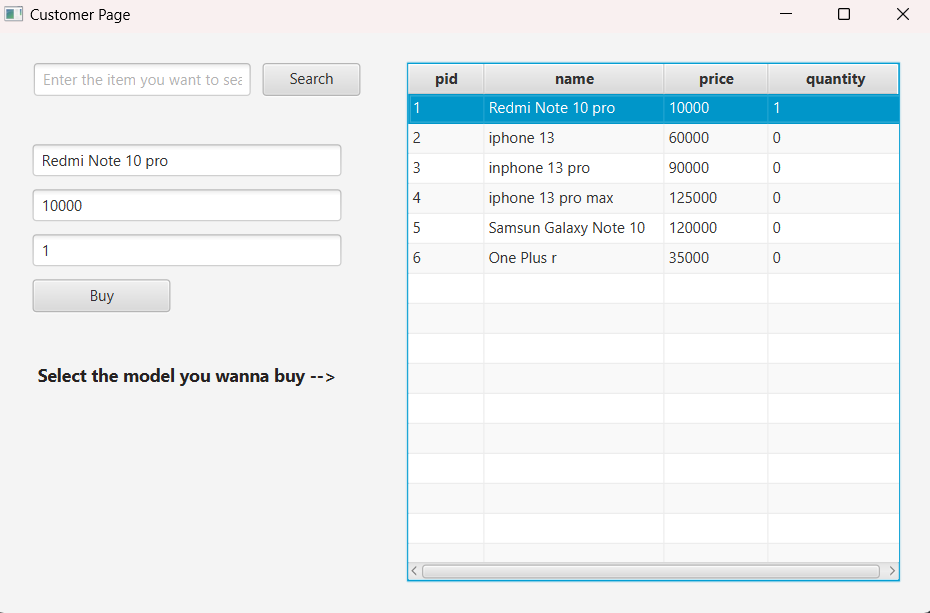 Customer Page
Enter the item you want to sea
Search
Redmi Note 10 pro
10000
1
Buy
Select the model you wanna buy -->
pid name price quantity
1 Redmi Note 10 pro 10000 1
2 iphone 13 60000 0
3 inphone 13 pro 90000 0
4 iphone 13 pro max 125000 0
5 Samsun Galaxy Note 10 120000 0
6 One Plus r 35000 0